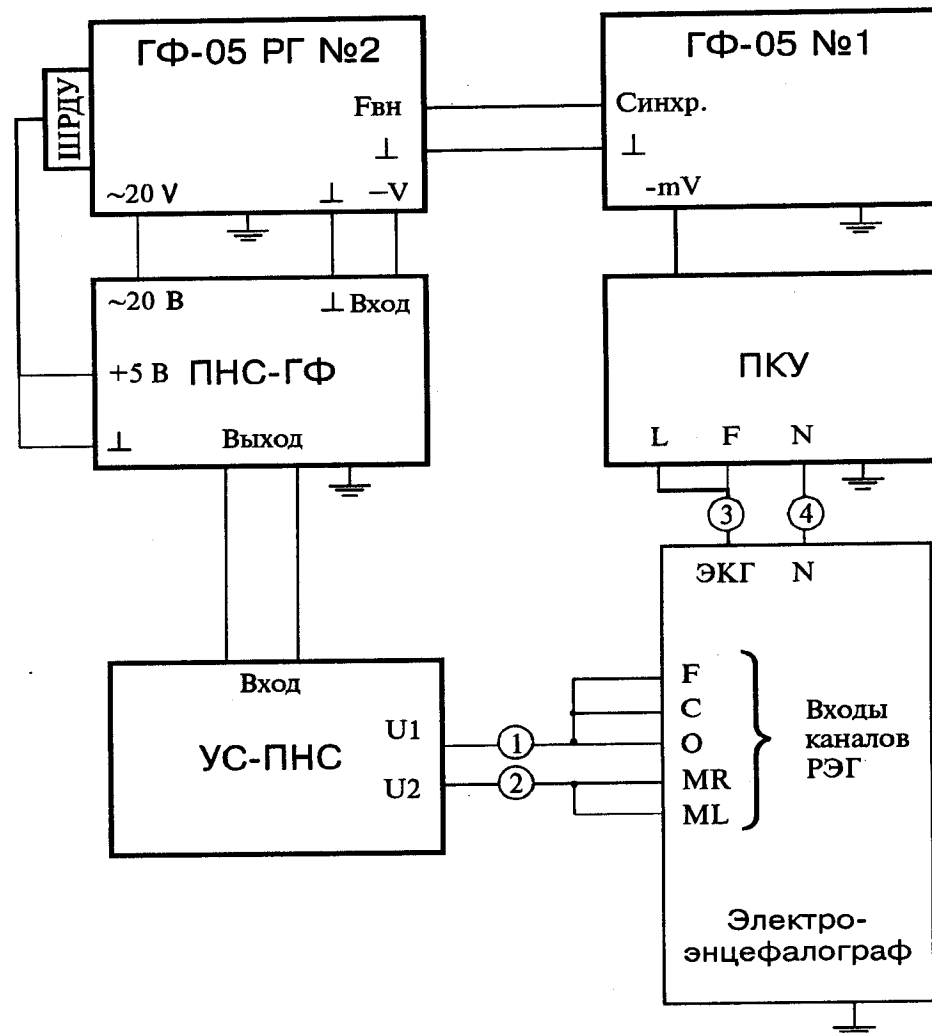 ГФ-05 РГ №2
ШРДУ
Fвн
⊥
~20 V
⊥
–V
ГФ-05 №1
Синхр.
⊥
-mV
~20 В
⊥ Вход
+5 В
ПНС-ГФ
⊥
Выход
ПКУ
L F N
3
4
ЭКГ N
Вход
УС-ПНС
U1
U2
1
2
F
C
O
MR
ML
Входы
каналов
РЭГ
Электро-
энцефалограф